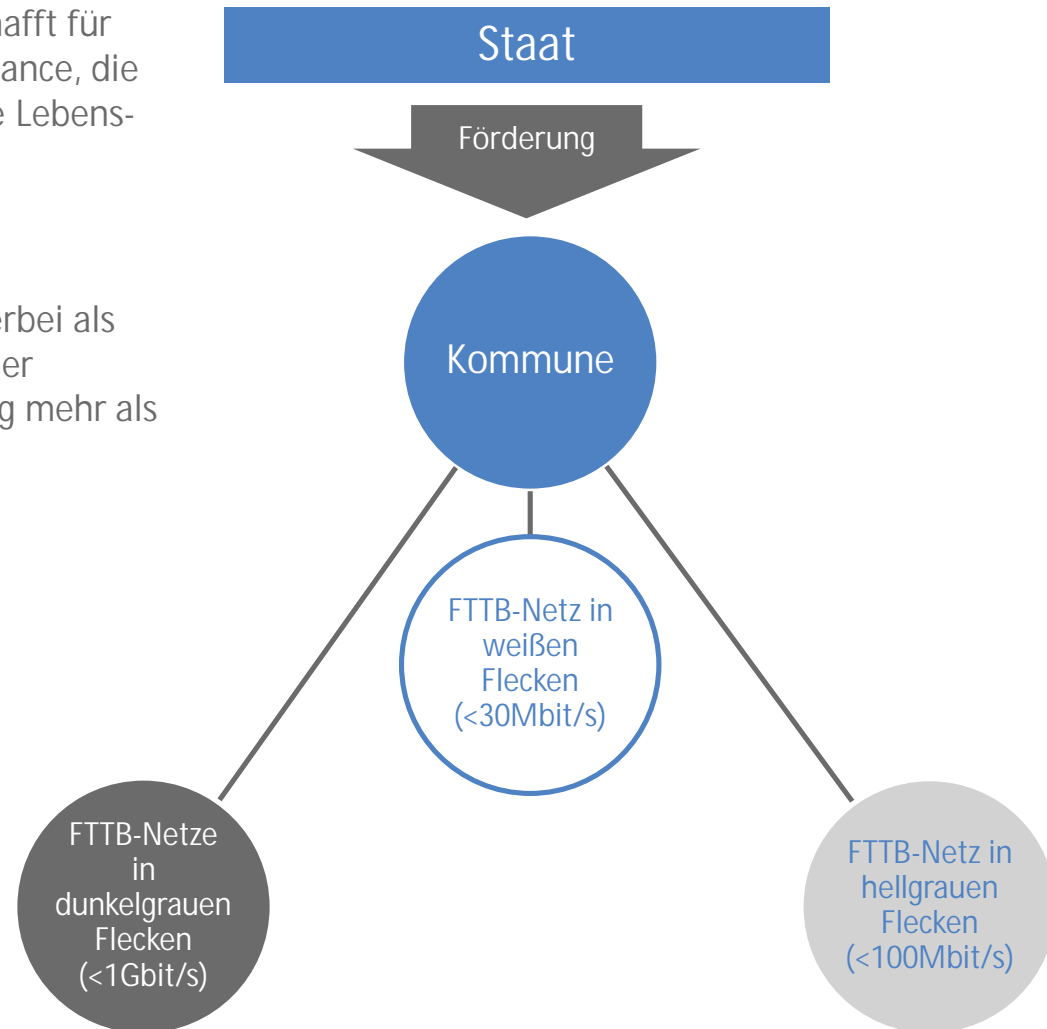 afft für
ance, die
e Lebens-
erbei als
er
g mehr als
Staat
Förderung
Kommune
FTTB-Netz in
weißen
Flecken
(<30Mbit/s)
FTTB-Netze
in
dunkelgrauen
Flecken
(<1Gbit/s)
FTTB-Netz in
hellgrauen
Flecken
(<100Mbit/s)